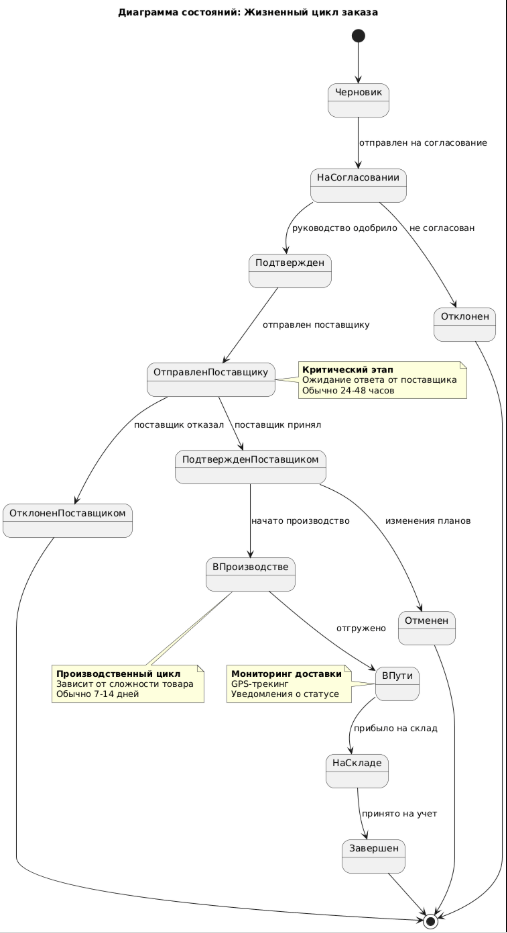 Диаграмма состояний: Жизненный цикл заказа
Черновик
отправлен на согласование
НаСогласовании
руководство одобрило
не согласован
Подтвержден
Отклонен
отправлен поставщику
ОтправленПоставщику
Критический этап
Ожидание ответа от поставщика
Обычно 24-48 часов
поставщик отказал
поставщик принял
ПодтвержденПоставщиком
ОтклоненПоставщиком
начато производство
изменения планов
ВПроизводстве
Отменен
отгружено
Производственный цикл
Зависит от сложности товара
Обычно 7-14 дней
Мониторинг доставки
GPS-трекинг
Уведомления о статусе
ВПути
прибыло на склад
НаСкладе
принято на учет
Завершен